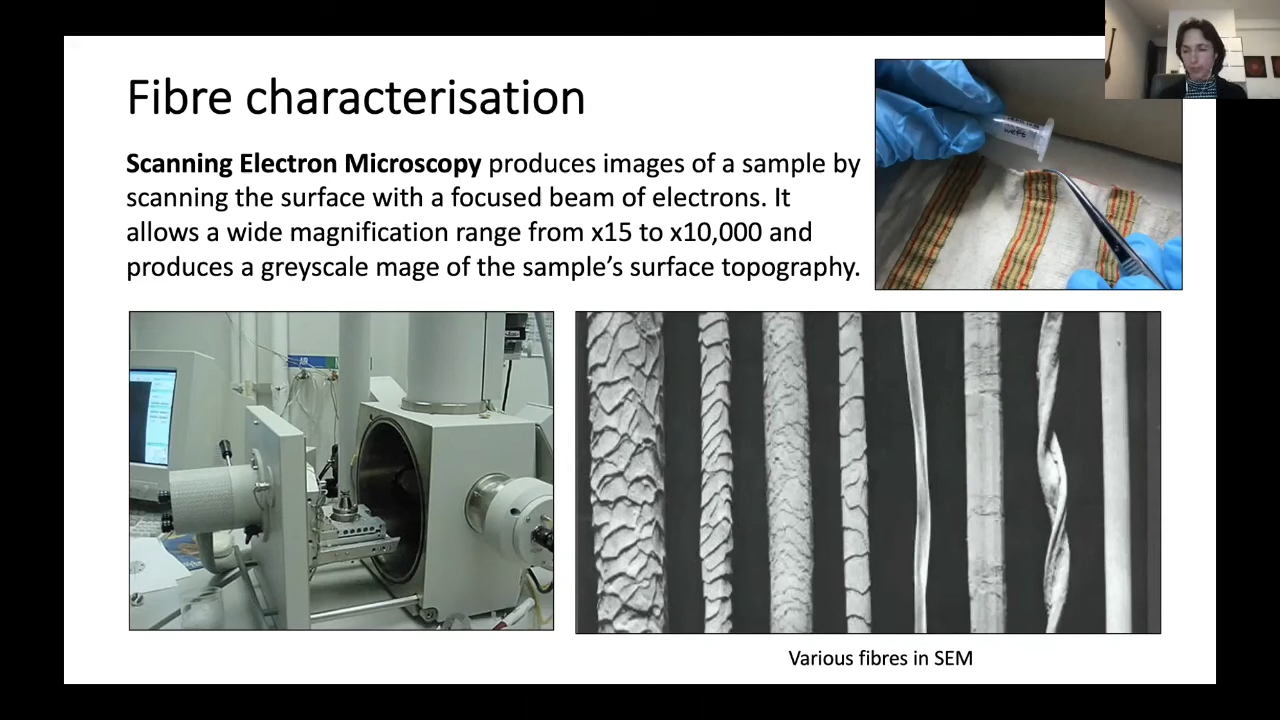 Fibre characterisation
Scanning Electron Microscopy produces images of a sample by
scanning the surface with a focused beam of electrons. It
allows a wide magnification range from x15 to x10,000 and
produces a greyscale mage of the sample's surface topography.
Various fibres in SEM